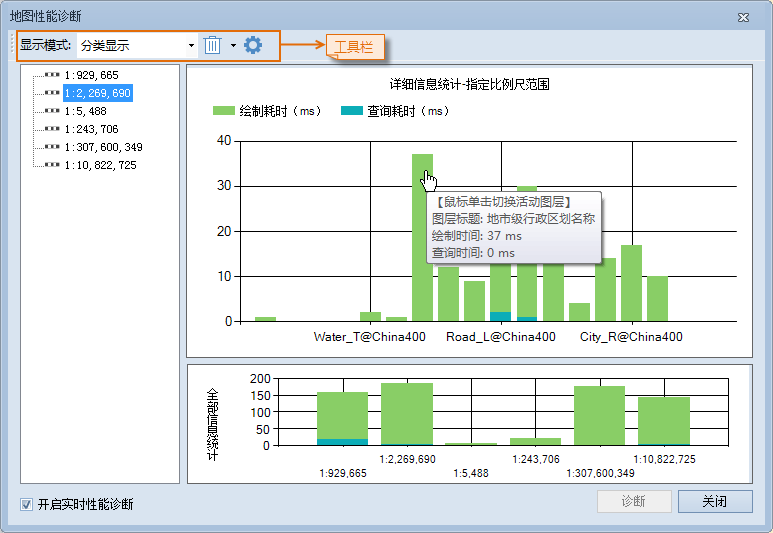 地图性能诊断
显示模式: 分类显示
工具栏
1:929,665
1:2,269,690
1:5,488
1:243,706
1:307,600,349
1:10,822,725
详细信息统计-指定比例尺范围
绘制耗时（ms） 查询耗时（ms）
40
30
20
10
0
【鼠标单击切换活动图层】
图层标题: 地市级行政区划名称
绘制时间: 37 ms
查询时间: 0 ms
Water_T@China400 Road_L@China400 City_R@China400
全部信息统计
200
150
100
50
0
1:2,269,690 1:243,706 1:10,822,725
1:929,665 1:5,488 1:307,600,349
开启实时性能诊断
诊断 关闭